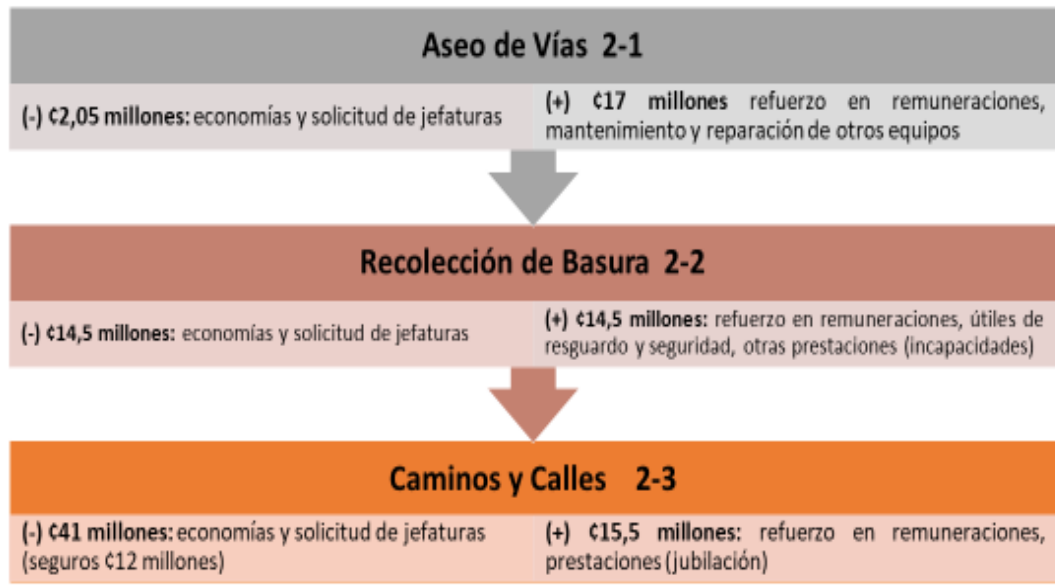 Aseo de Vías 2-1
(-) ¢2,05 millones: economías y solicitud de jefaturas
(+) ¢17 millones refuerzo en remuneraciones,
mantenimiento y reparación de otros equipos
Recolección de Basura 2-2
(-) ¢14,5 millones: economías y solicitud de jefaturas
(+) ¢14,5 millones: refuerzo en remuneraciones, útiles de
resguardo y seguridad, otras prestaciones (incapacidades)
Caminos y Calles 2-3
(-) ¢41 millones: economías y solicitud de jefaturas
(seguros ¢12 millones)
(+) ¢15,5 millones: refuerzo en remuneraciones,
prestaciones (jubilación)